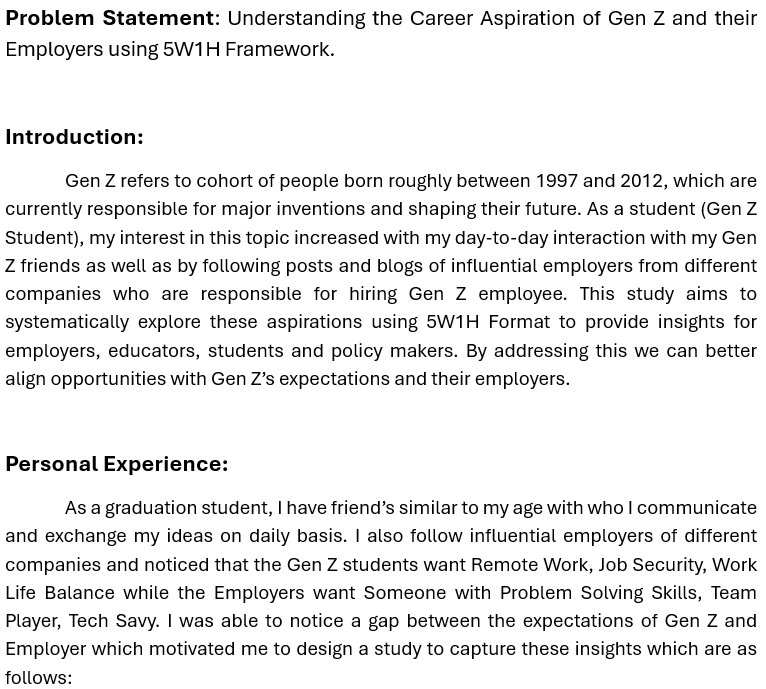 Problem Statement: Understanding the Career Aspiration of Gen Z and their
Employers using 5W1H Framework.
Introduction:
Gen Z refers to cohort of people born roughly between 1997 and 2012, which are
currently responsible for major inventions and shaping their future. As a student (Gen Z
Student), my interest in this topic increased with my day-to-day interaction with my Gen
Z friends as well as by following posts and blogs of influential employers from different
companies who are responsible for hiring Gen Z employee. This study aims to
systematically explore these aspirations using 5W1H Format to provide insights for
employers, educators, students and policy makers. By addressing this we can better
align opportunities with Gen Z’s expectations and their employers.
Personal Experience:
As a graduation student, I have friend’s similar to my age with who I communicate
and exchange my ideas on daily basis. I also follow influential employers of different
companies and noticed that the Gen Z students want Remote Work, Job Security, Work
Life Balance while the Employers want Someone with Problem Solving Skills, Team
Player, Tech Savy. I was able to notice a gap between the expectations of Gen Z and
Employer which motivated me to design a study to capture these insights which are as
follows: